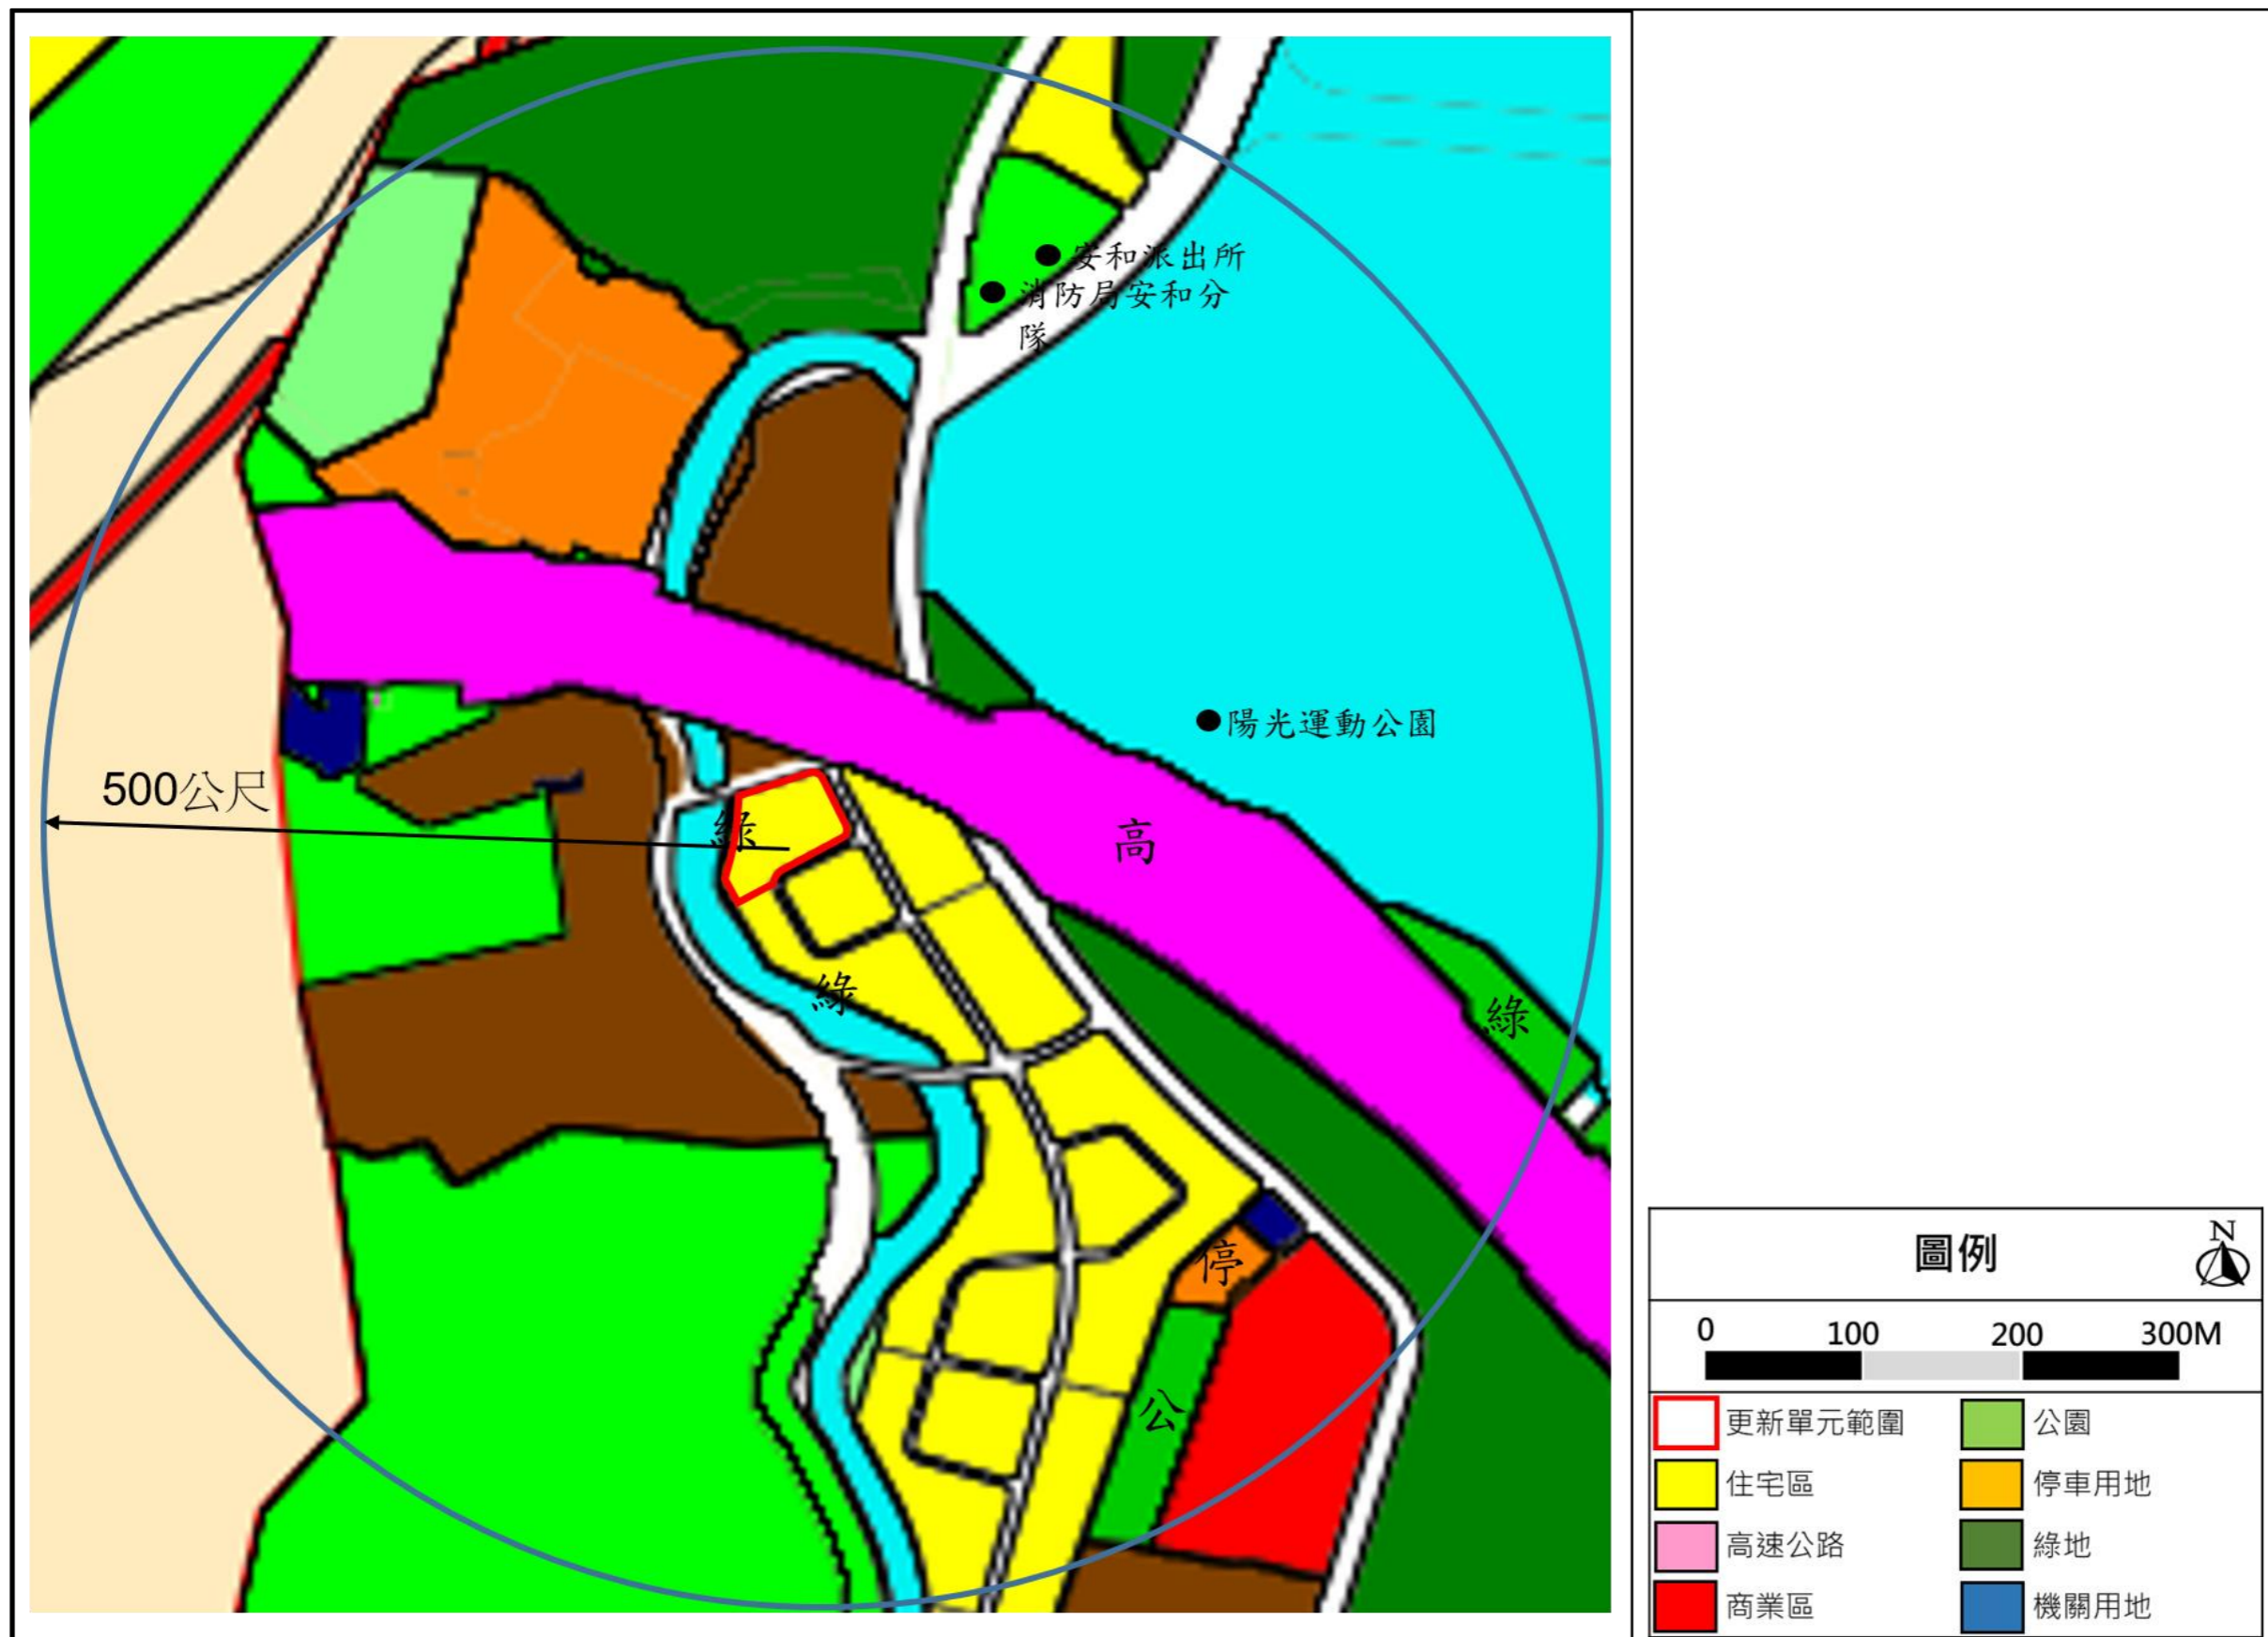 安和派出所
消防局安和分
隊
陽光運動公園
500公尺
綠
高
綠
綠
停
公
圖例
N
0 100 200 300M
更新單元範圍
公園
住宅區
停車用地
高速公路
綠地
商業區
機關用地